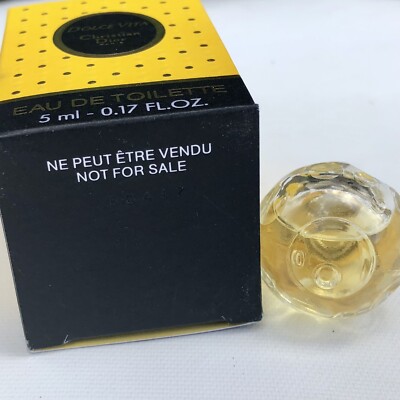 DOLCE VITA
Christian
Dior
EAU DE TOILETTE
5 ml - 0.17 FL.OZ.
NE PEUT ÊTRE VENDU
NOT FOR SALE